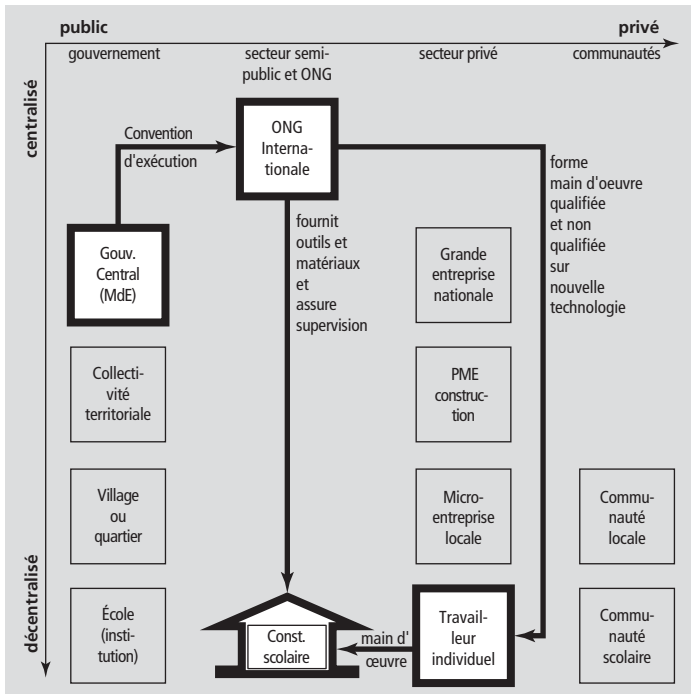 public
privé
gouvernement
secteur semi-
public et ONG
secteur privé
communautés
centralisé
décentralisé
Convention
d'exécution
ONG
Interna-
tionale
forme
main d'oeuvre
qualifiée
et non
qualifiée
sur
nouvelle
technologie
Gouv.
Central
(MdE)
fournit
outils et
matériaux
et
assure
supervision
Grande
entreprise
nationale
Collecti-
vité
territoriale
PME
construc-
tion
Village
ou
quartier
Micro-
entreprise
locale
Commu-
nauté
locale
École
(insti-
tution)
Const.
scolaire
main d'
œuvre
Travail-
leur
individuel
Commu-
nauté
scolaire